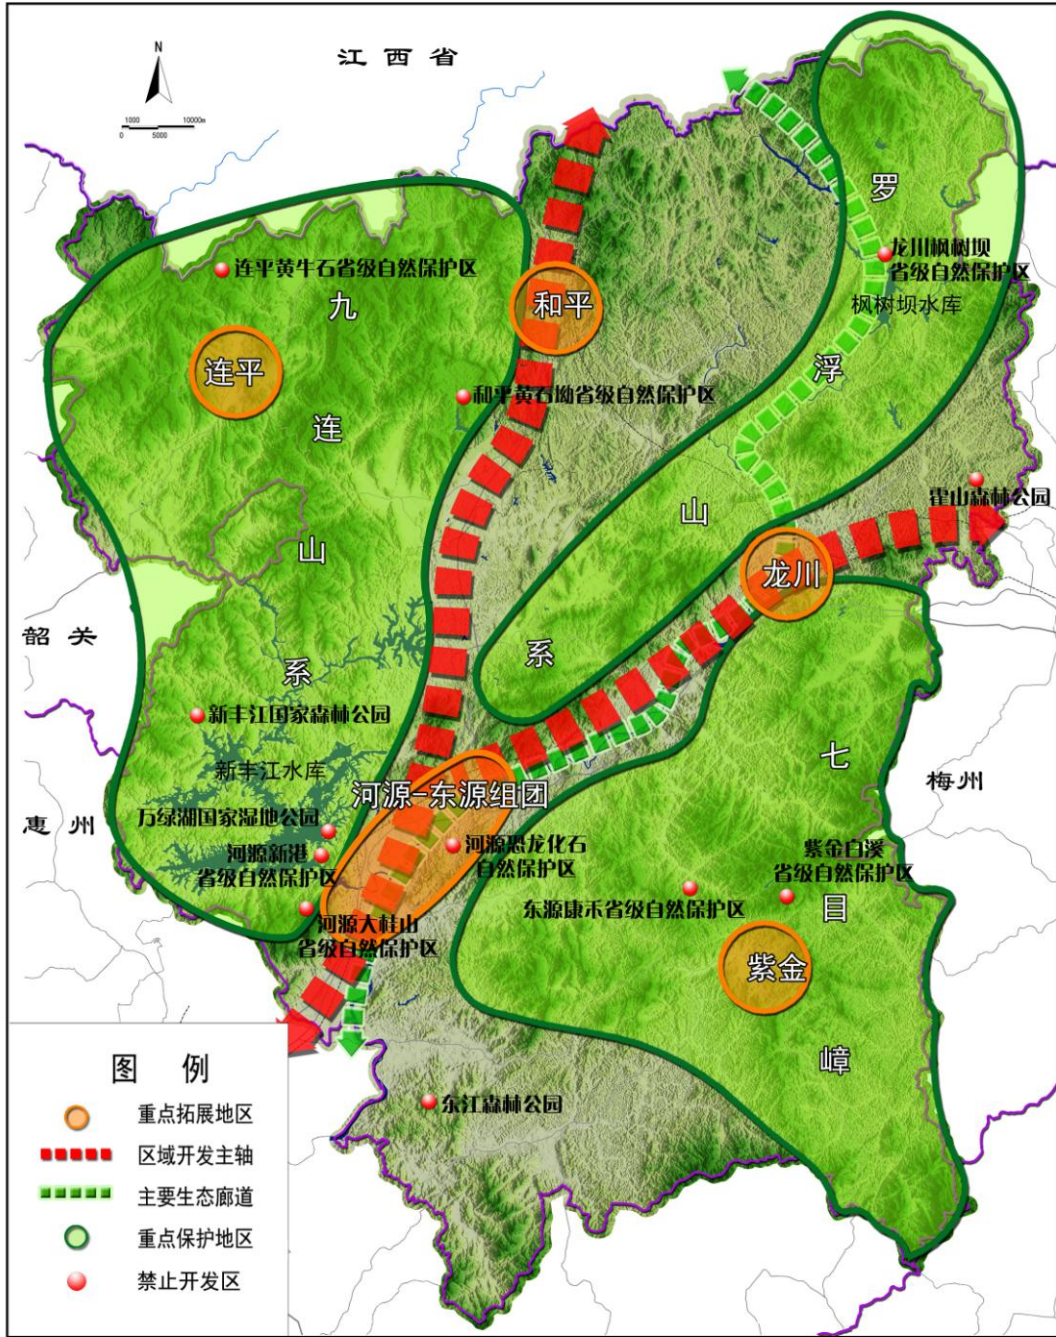 江西省
N
1000 10000m
0 5000
罗
龙川枫树坝
省级自然保护区
枫树坝水库
连平黄牛石省级自然保护区
九
和平
连平
浮
和平黄石坳省级自然保护区
连
霍山森林公园
山
山
龙川
韶关
系
系
新丰江国家森林公园
七
新丰江水库
梅州
河源-东源组团
惠州
万绿湖国家湿地公园
河源新港
省级自然保护区
河源恐龙化石
自然保护区
紫金白溪
省级自然保护区
东源康禾省级自然保护区
目
河源大桂山
省级自然保护区
紫金
嶂
东江森林公园
图 例
重点拓展地区
区域开发主轴
主要生态廊道
重点保护地区
禁止开发区